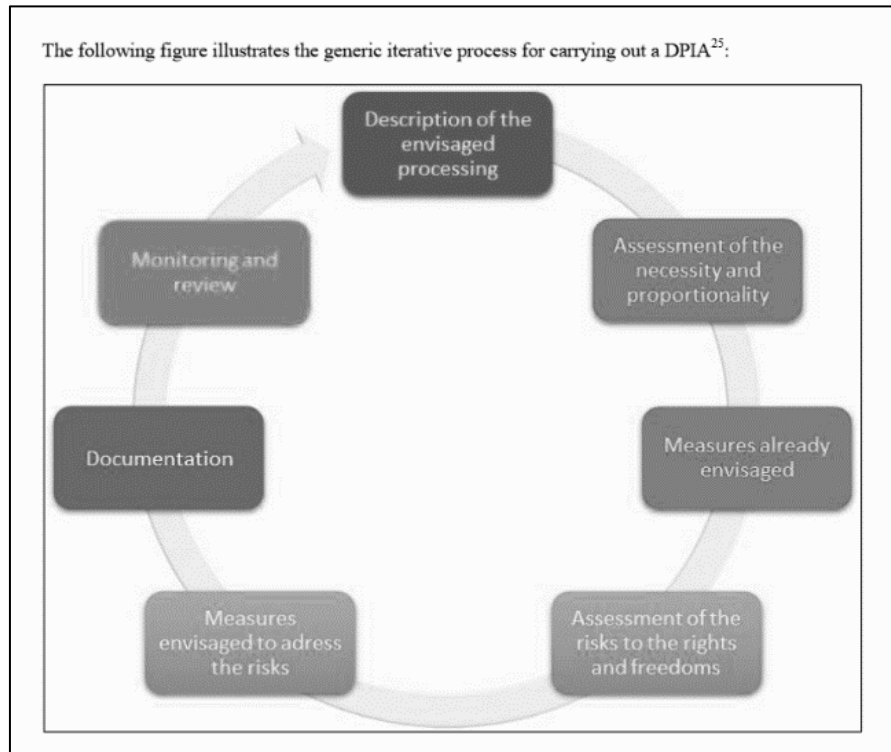 The following figure illustrates the generic iterative process for carrying out a DPIA25:
Description of the
envisaged
processing
Assessment of the
necessity and
proportionality
Measures already
envisaged
Assessment of the
risks to the rights
and freedoms
Measures
envisaged to adress
the risks
Documentation
Monitoring and
review